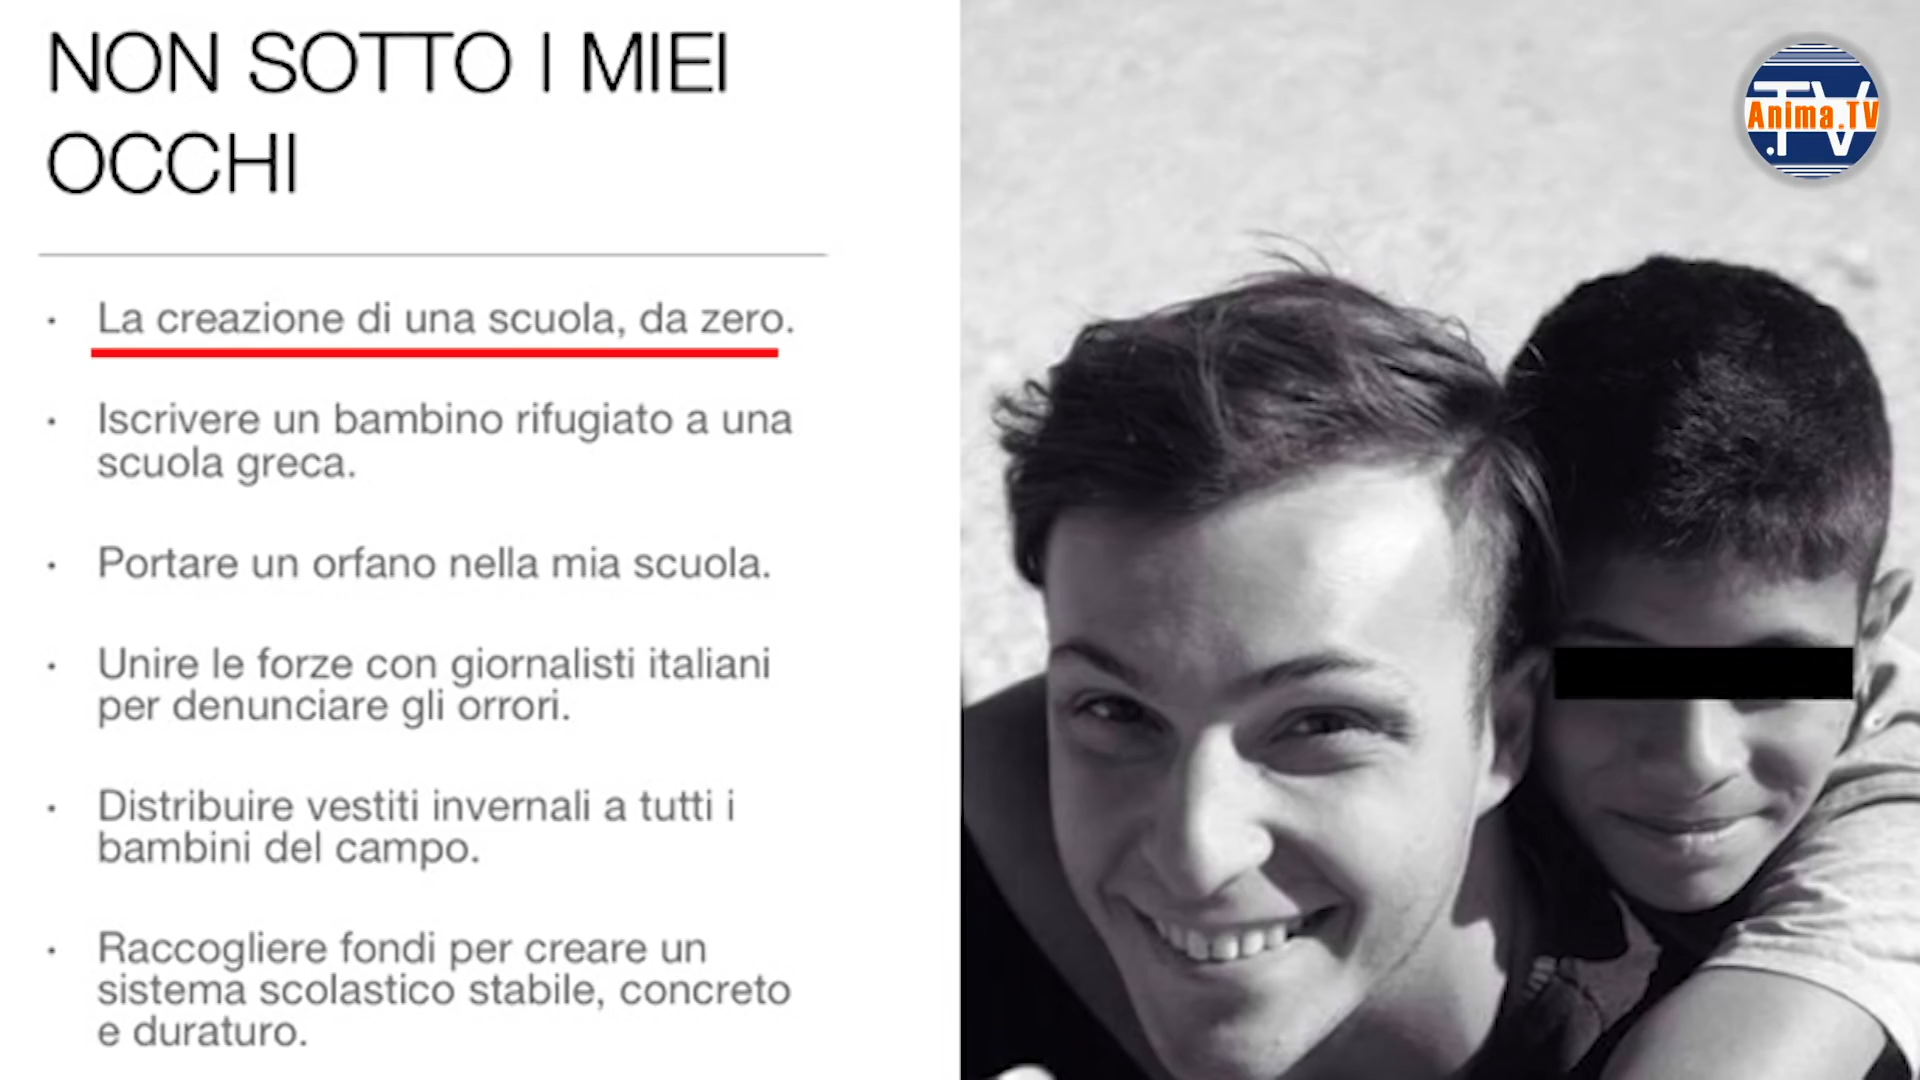 NON SOTTO I MIEI
OCCHI
TV
Anima.TV
• La creazione di una scuola, da zero.
• Iscrivere un bambino rifugiato a una
scuola greca.
• Portare un orfano nella mia scuola.
• Unire le forze con giornalisti italiani
per denunciare gli orrori.
• Distribuire vestiti invernali a tutti i
bambini del campo.
• Raccogliere fondi per creare un
sistema scolastico stabile, concreto
e duraturo.